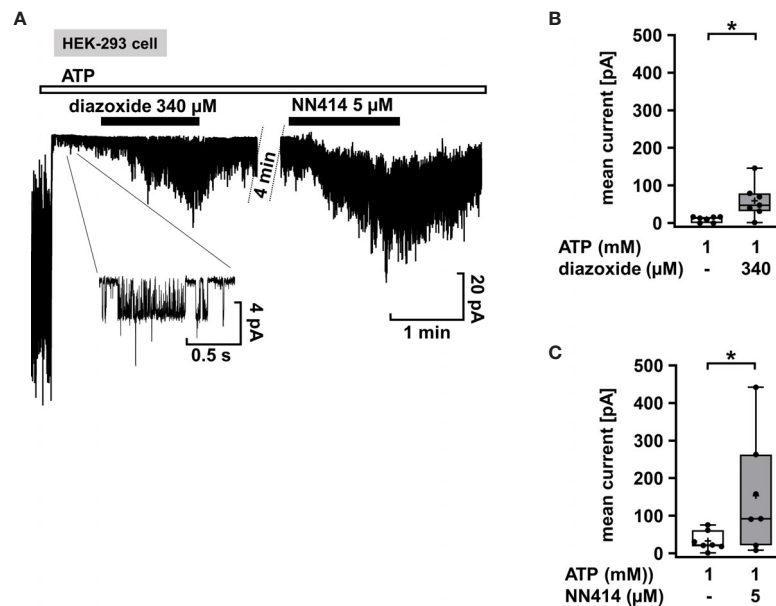 A
HEK-293 cell
ATP
diazoxide 340 µM
NN414 5 µM
4 min
4 pA
0.5 s
20 pA
1 min
B
*
500
400
300
200
100
0
mean current [pA]
ATP (mM) 1 1
diazoxide (µM) - 340
C
*
500
400
300
200
100
0
mean current [pA]
ATP (mM)) 1 1
NN414 (µM) - 5